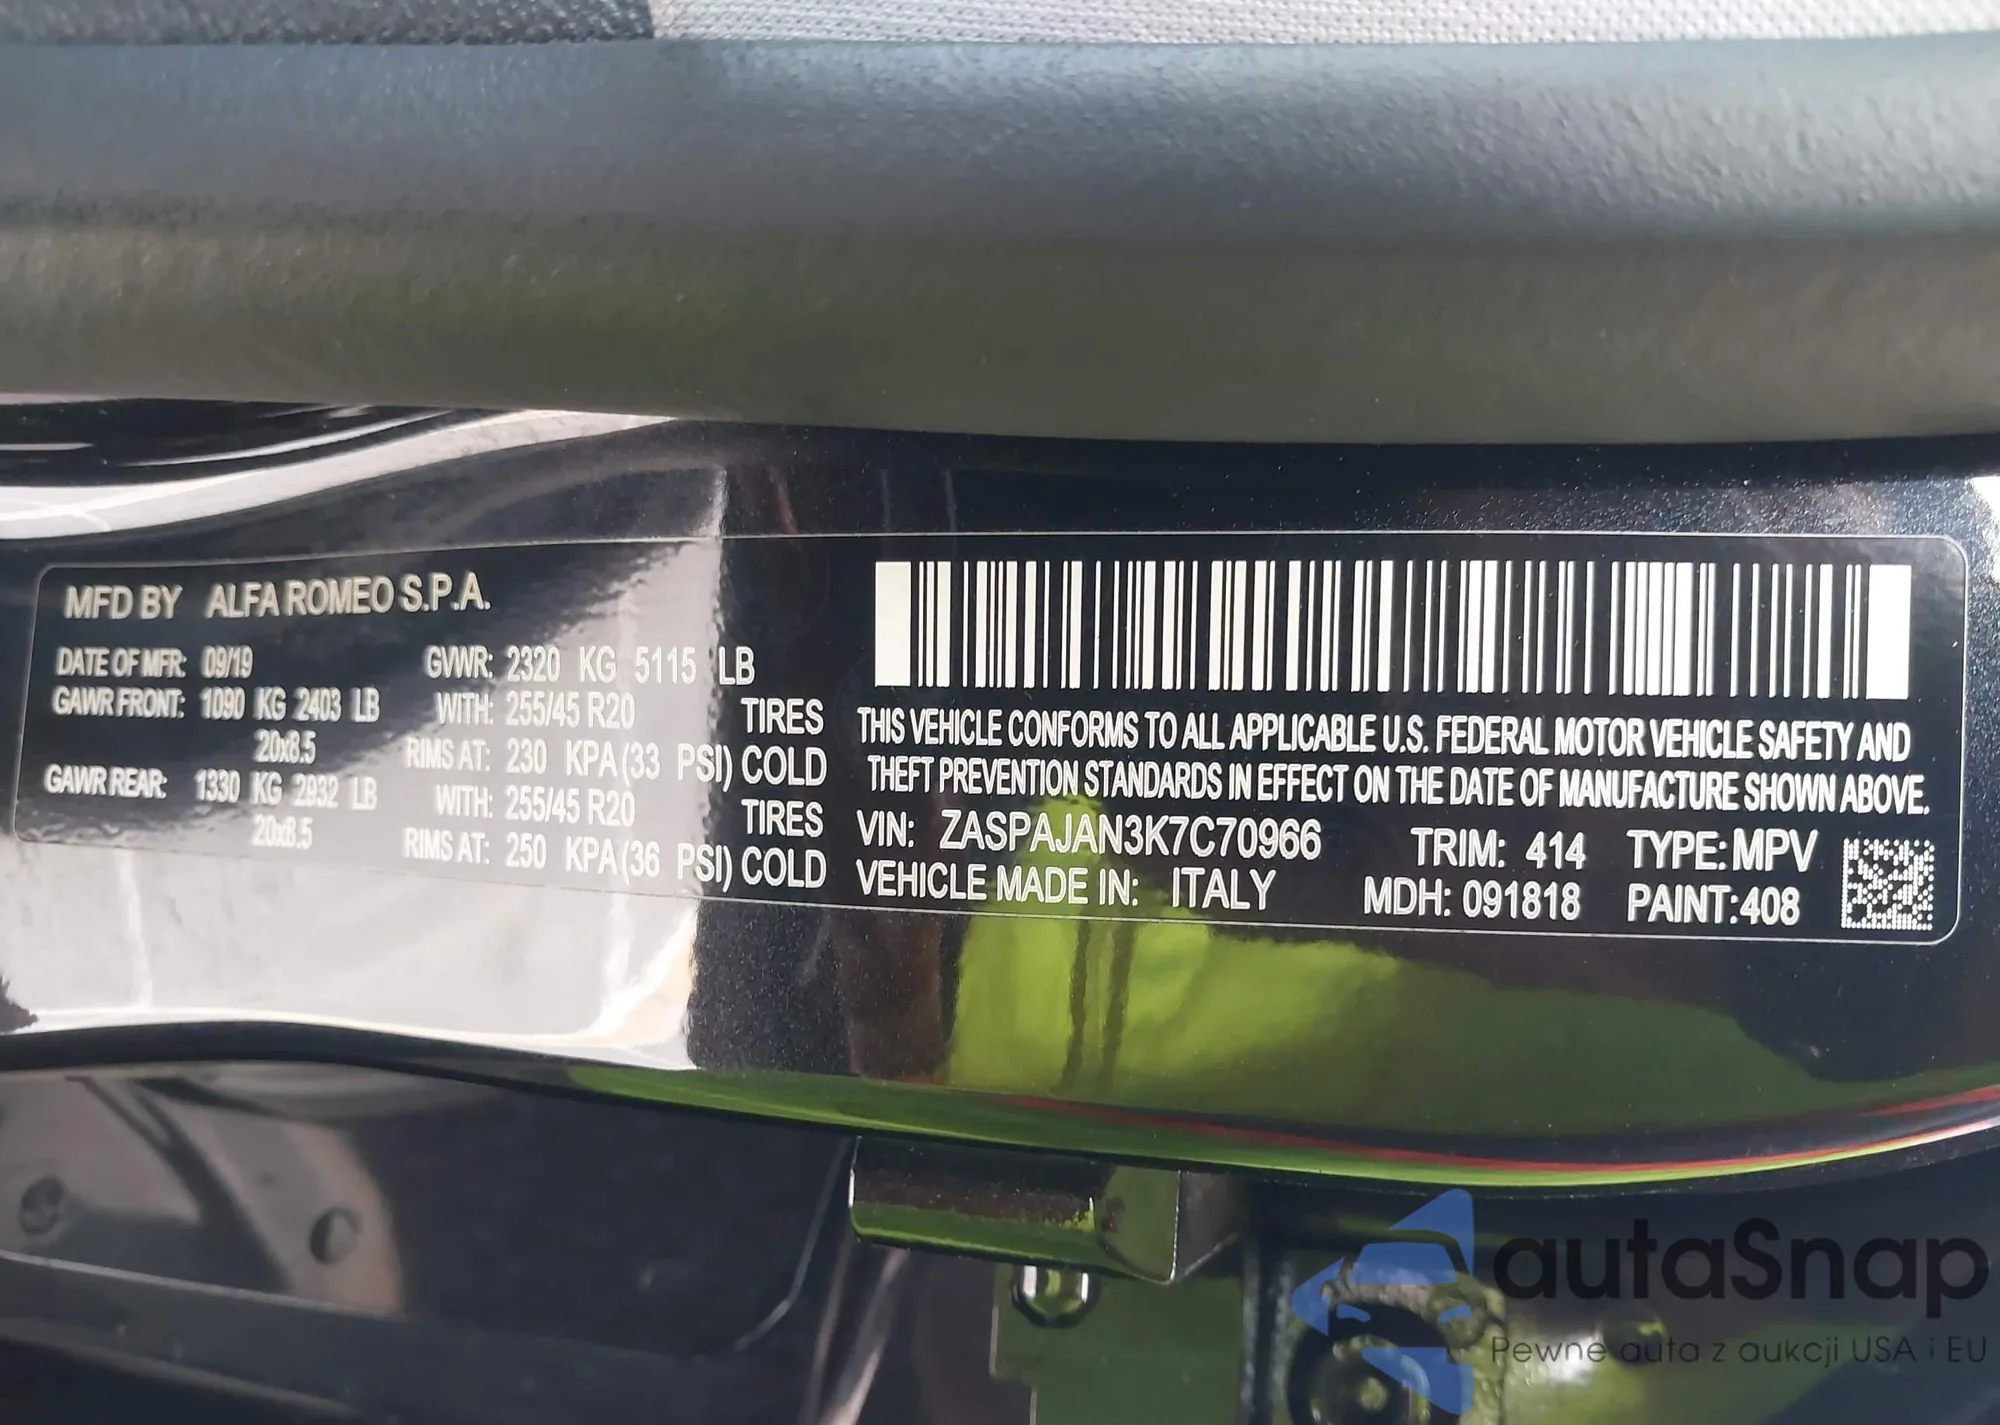 MFD BY ALFA ROMEO S.P.A.
DATE OF MFR: 09/19 GVWR: 2320 KG 5115 LB
GAWR FRONT: 1090 KG 2403 LB WITH: 255/45 R20 TIRES
20x8.5 RIMS AT: 230 KPA (33 PSI) COLD
GAWR REAR: 1330 KG 2932 LB WITH: 255/45 R20 TIRES
20x8.5 RIMS AT: 250 KPA (36 PSI) COLD
THIS VEHICLE CONFORMS TO ALL APPLICABLE U.S. FEDERAL MOTOR VEHICLE SAFETY AND
THEFT PREVENTION STANDARDS IN EFFECT ON THE DATE OF MANUFACTURE SHOWN ABOVE.
VIN: ZASPAJAN3K7C70966 TRIM: 414 TYPE: MPV
VEHICLE MADE IN: ITALY MDH: 091818 PAINT: 408
autaSnap
Pewne auta z aukcji USA i EU